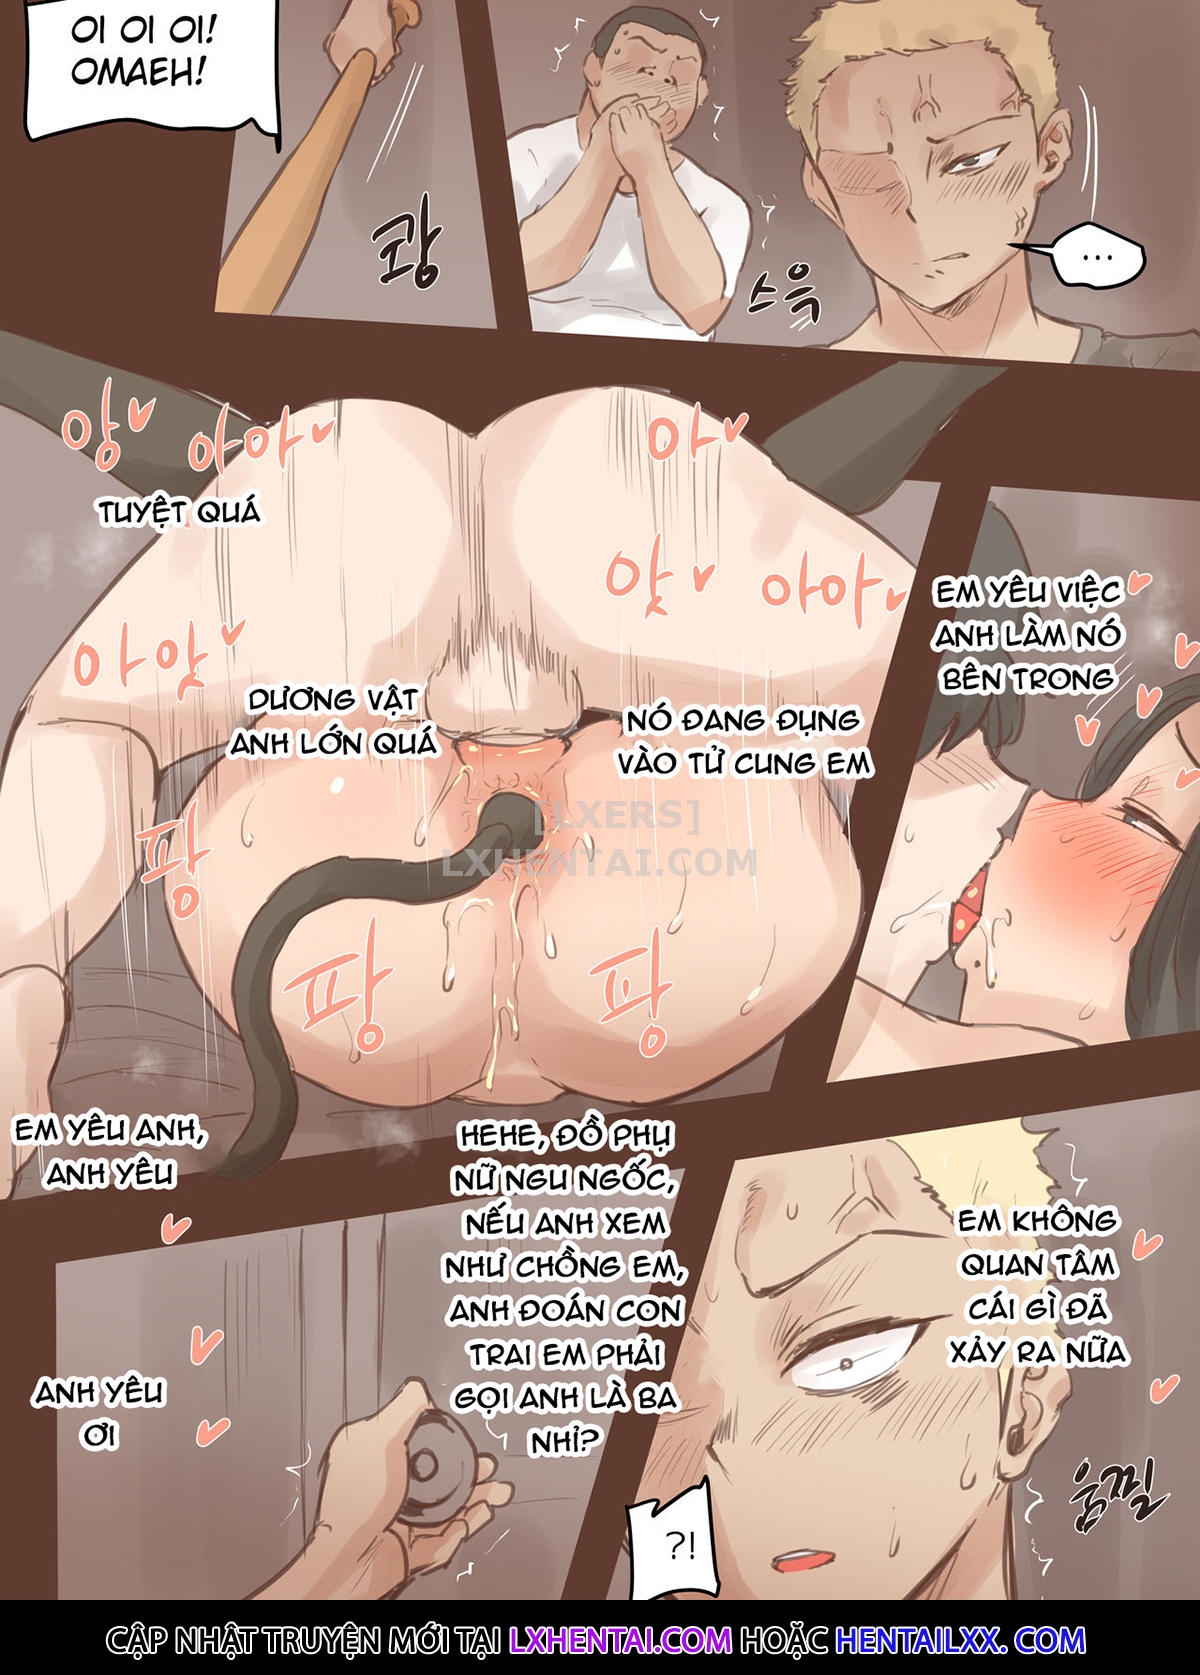 OI OI OI!
OMAEH!
쾅
스윽
...
앙
아아
아
TUYỆT QUÁ
앗
아아
아앗
EM YÊU VIỆC
ANH LÀM NÓ
BÊN TRONG
DƯƠNG VẬT
ANH LỚN QUÁ
NÓ ĐANG ĐỤNG
VÀO TỬ CUNG EM
[LXERS]
LXHENTAI.COM
팡
팡
팡
EM YÊU ANH,
ANH YÊU
HEHE, ĐỒ PHỤ
NỮ NGU NGỐC,
NẾU ANH XEM
NHƯ CHỒNG EM,
ANH ĐOÁN CON
TRAI EM PHẢI
GỌI ANH LÀ BA
NHỈ?
EM KHÔNG
QUAN TÂM
CÁI GÌ ĐÃ
XẢY RA NỮA
ANH YÊU
ƠI
움찔
?!
CẬP NHẬT TRUYỆN MỚI TẠI LXHENTAI.COM HOẶC HENTAILXX. COM